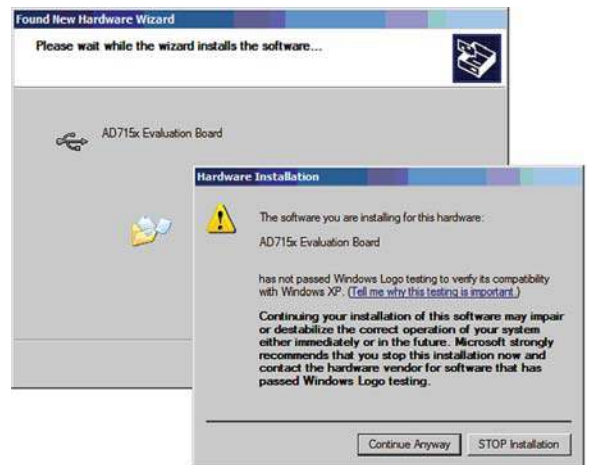 Found New Hardware Wizard
Please wait while the wizard installs the software...
AD715x Evaluation Board
Hardware Installation
The software you are installing for this hardware:
AD715x Evaluation Board
has not passed Windows Logo testing to verify its compatibility
with Windows XP. (Tell me why this testing is important.)
Continuing your installation of this software may impair
or destabilize the correct operation of your system
either immediately or in the future. Microsoft strongly
recommends that you stop this installation now and
contact the hardware vendor for software that has
passed Windows Logo testing.
Continue Anyway
STOP Installation